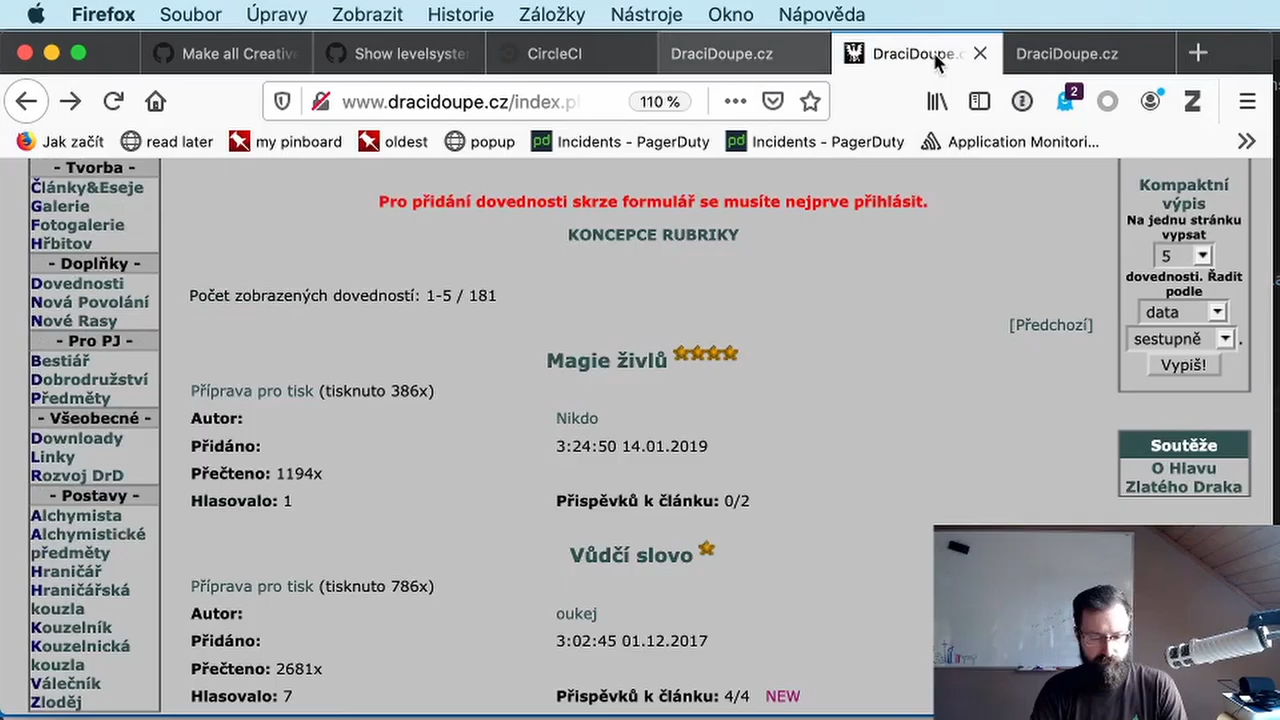 Firefox Soubor Úpravy Zobrazit Historie Záložky Nástroje Okno Nápověda
Make all Creative Show levelsyste CircleCI DraciDoupe.cz DraciDoupe.c DraciDoupe.cz
www.dracidoupe.cz/index.p 110 %
2
Jak začít read later my pinboard oldest popup Incidents - PagerDuty Incidents - PagerDuty Application Monitori...
- Tvorba -
Články&Eseje
Galerie
Fotogalerie
Hřbitov
- Doplňky -
Dovednosti
Nová Povolání
Nové Rasy
- Pro PJ -
Bestiář
Dobrodružství
Předměty
- Všeobecné -
Downloady
Linky
Rozvoj DrD
- Postavy -
Alchymista
Alchymistické
předměty
Hraničář
Hraničářská
kouzla
Kouzelník
Kouzelnická
kouzla
Válečník
Zloděj
Pro přidání dovednosti skrze formulář se musíte nejprve přihlásit.
KONCEPCE RUBRIKY
Počet zobrazených dovedností: 1-5 / 181
[Předchozí]
Magie živlů
Příprava pro tisk (tisknuto 386x)
Autor: Nikdo
Přidáno: 3:24:50 14.01.2019
Přečteno: 1194x
Hlasovalo: 1 Přispěvků k článku: 0/2
Vůdčí slovo
Příprava pro tisk (tisknuto 786x)
Autor: oukej
Přidáno: 3:02:45 01.12.2017
Přečteno: 2681x
Hlasovalo: 7 Přispěvků k článku: 4/4 NEW
Kompaktní
výpis
Na jednu stránku
vypsat
5
dovednosti. Řadit
podle
data
sestupně .
Vypiš!
Soutěže
O Hlavu
Zlatého Draka